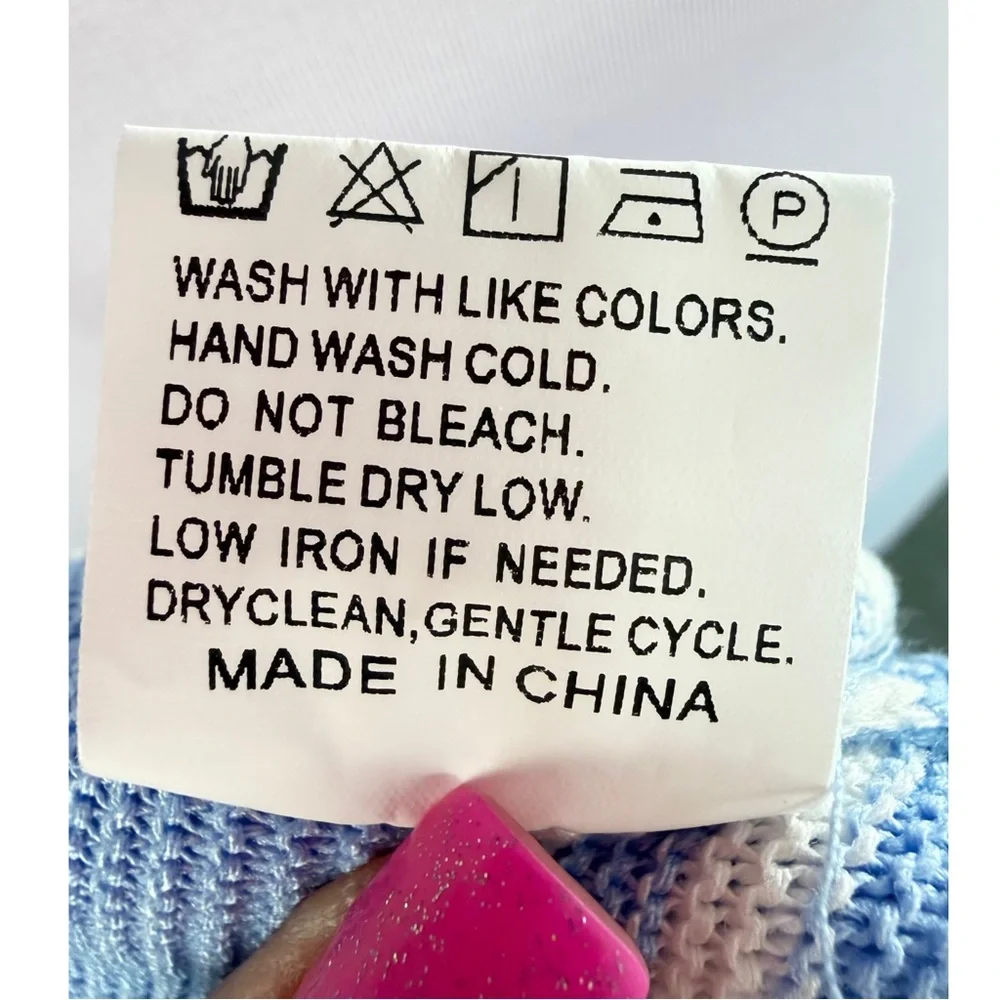 P
WASH WITH LIKE COLORS.
HAND WASH COLD.
DO NOT BLEACH.
TUMBLE DRY LOW.
LOW IRON IF NEEDED.
DRYCLEAN,GENTLE CYCLE.
MADE IN CHINA